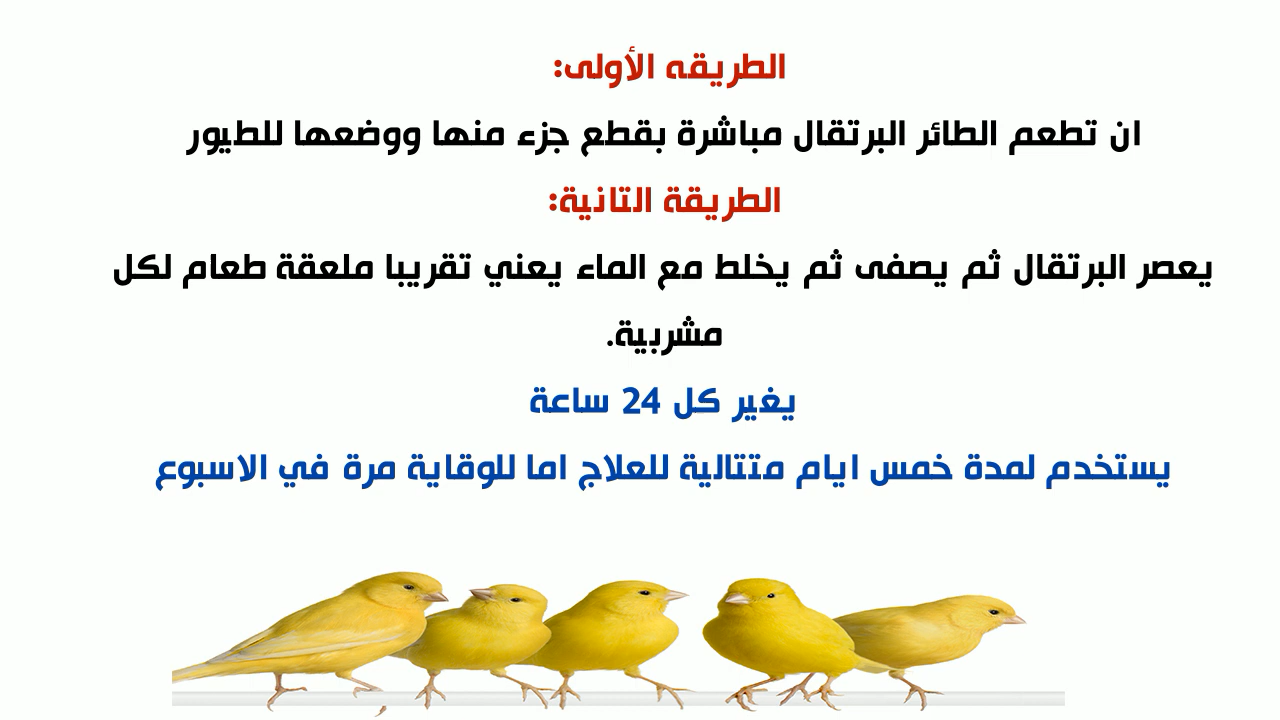 الطريقه الأولى:
ان تطعم الطائر البرتقال مباشرة بقطع جزء منها ووضعها للطيور
الطريقة التانية:
يعصر البرتقال ثم يصفى ثم يخلط مع الماء يعني تقريبا ملعقة طعام لكل
مشربية.
يغير كل 24 ساعة
يستخدم لمدة خمس ايام متتالية للعلاج اما للوقاية مرة في الاسبوع